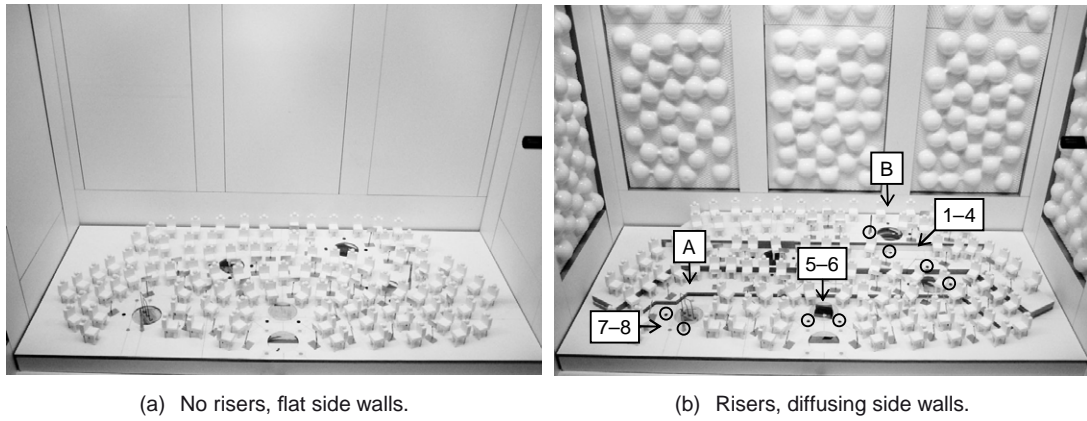 B
1–4
A
5–6
7–8
(a) No risers, flat side walls.
(b) Risers, diffusing side walls.